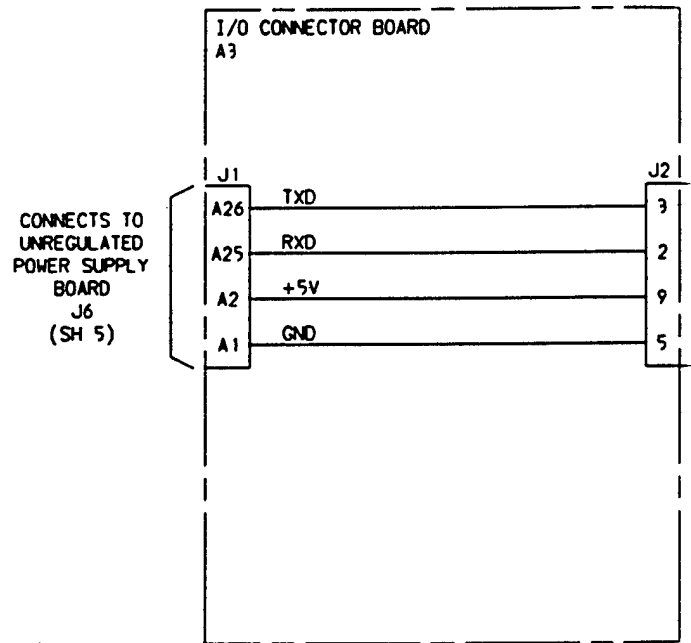 I/O CONNECTOR BOARD
A3
J1
J2
CONNECTS TO
UNREGULATED
POWER SUPPLY
BOARD
J6
(SH 5)
A26 TXD 3
A25 RXD 2
A2 +5V 9
A1 GND 5